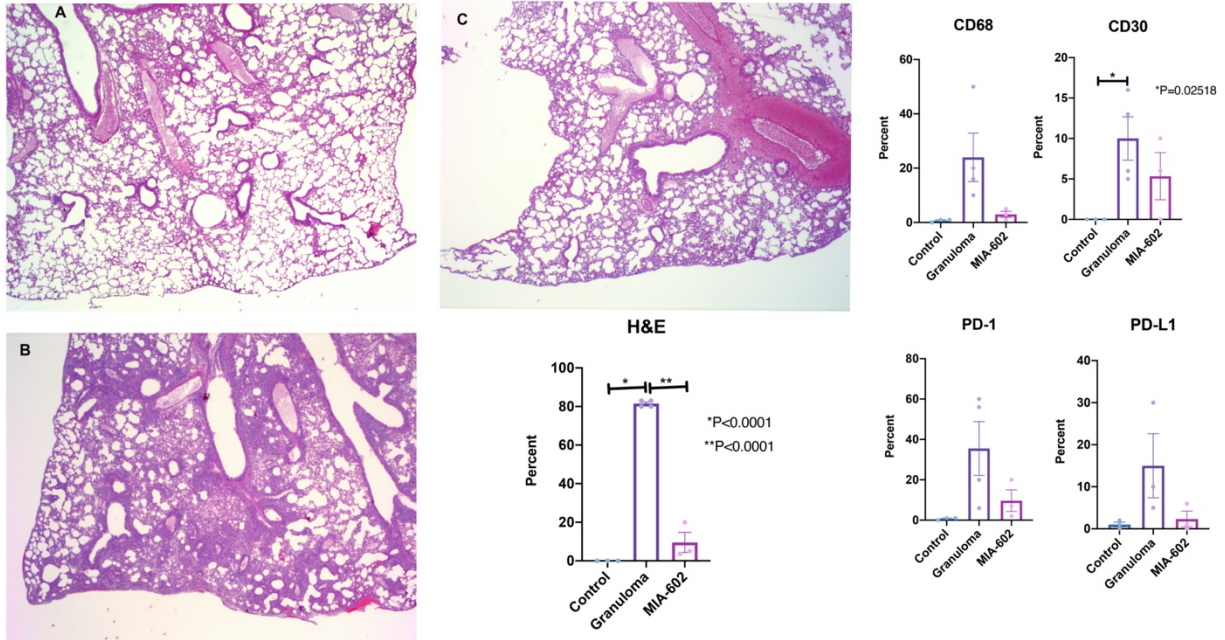 A
B
C
H&E
Percent
100
80
60
40
20
0
*
**
*P<0.0001
**P<0.0001
Control
Granuloma
MIA-602
CD68
Percent
60
40
20
0
Control
Granuloma
MIA-602
CD30
Percent
20
15
10
5
0
*
*P=0.02518
Control
Granuloma
MIA-602
PD-1
Percent
80
60
40
20
0
Control
Granuloma
MIA-602
PD-L1
Percent
40
30
20
10
0
Control
Granuloma
MIA-602